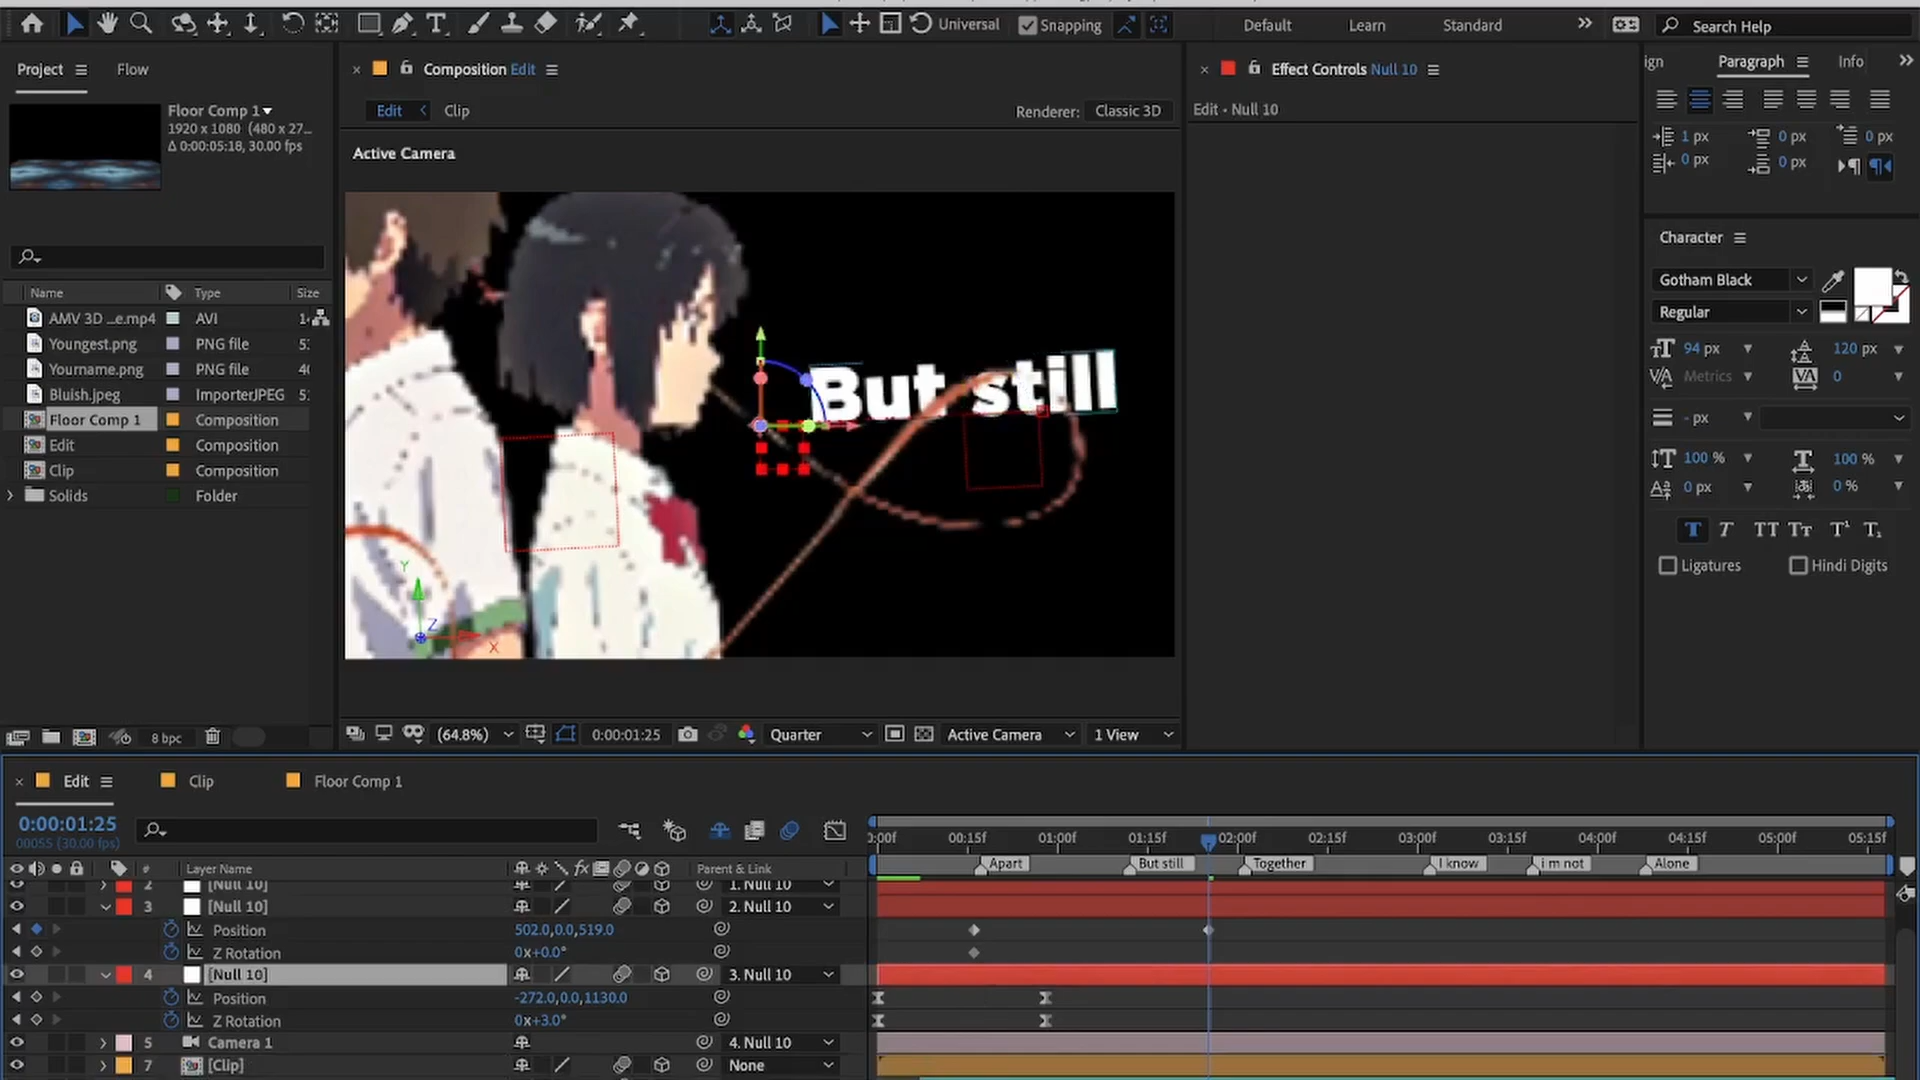 Universal
Snapping
Default
Learn
Standard
Search Help
Project
Flow
Floor Comp 1
1920 x 1080 (480 x 27...
Δ 0:00:05:18, 30.00 fps
Name
Type
Size
AMV 3D ...e.mp4
AVI
Youngest.png
PNG file
Yourname.png
PNG file
Bluish.jpeg
ImporterJPEG
Floor Comp 1
Composition
Edit
Composition
Clip
Composition
Solids
Folder
8 bpc
Composition Edit
Edit
Clip
Renderer:
Classic 3D
Active Camera
But still
Y
Z
X
(64.8%)
0:00:01:25
Quarter
Active Camera
1 View
Effect Controls Null 10
Edit • Null 10
ign
Paragraph
Info
1 px
0 px
0 px
0 px
0 px
Character
Gotham Black
Regular
94 px
120 px
Metrics
0
- px
100 %
100 %
0 px
0 %
Ligatures
Hindi Digits
Edit
Clip
Floor Comp 1
0:00:01:25
00055 (30.00 fps)
0:00f
00:15f
01:00f
01:15f
02:00f
02:15f
03:00f
03:15f
04:00f
04:15f
05:00f
05:15f
Apart
But still
Together
I know
i m not
Alone
#
Layer Name
Parent & Link
2
[Null 10]
1. Null 10
3
[Null 10]
2. Null 10
Position
502.0,0.0,519.0
Z Rotation
0x+0.0°
4
[Null 10]
3. Null 10
Position
-272.0,0.0,1130.0
Z Rotation
0x+3.0°
5
Camera 1
4. Null 10
7
[Clip]
None